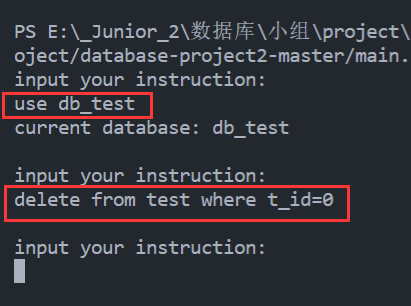 PS E:\_Junior_2\数据库\小组\project\
oject/database-project2-master/main.
input your instruction:
use db_test
current database: db_test
input your instruction:
delete from test where t_id=0
input your instruction: